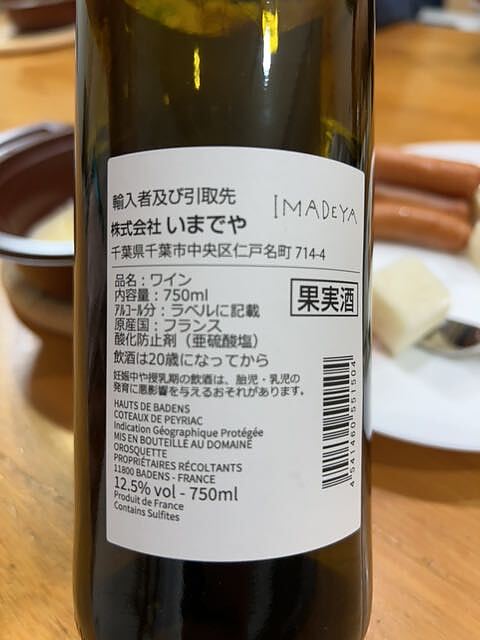 輸入者及び引取先
IMADEYA
株式会社 いまでや
千葉県千葉市中央区仁戸名町 714-4
品名：ワイン
内容量：750ml
ｱﾙｺｰﾙ分：ラベルに記載
原産国：フランス
酸化防止剤（亜硫酸塩）
果実酒
飲酒は20歳になってから
妊娠中や授乳期の飲酒は、胎児・乳児の
発育に悪影響を与えるおそれがあります。
HAUTS DE BADENS
COTEAUX DE PEYRIAC
Indication Géographique Protégée
MIS EN BOUTEILLE AU DOMAINE
OROSQUETTE
PROPRIÉTAIRES RÉCOLTANTS
11800 BADENS - FRANCE
12.5% vol - 750ml
Produit de France
Contains Sulfites
4 541460 551504